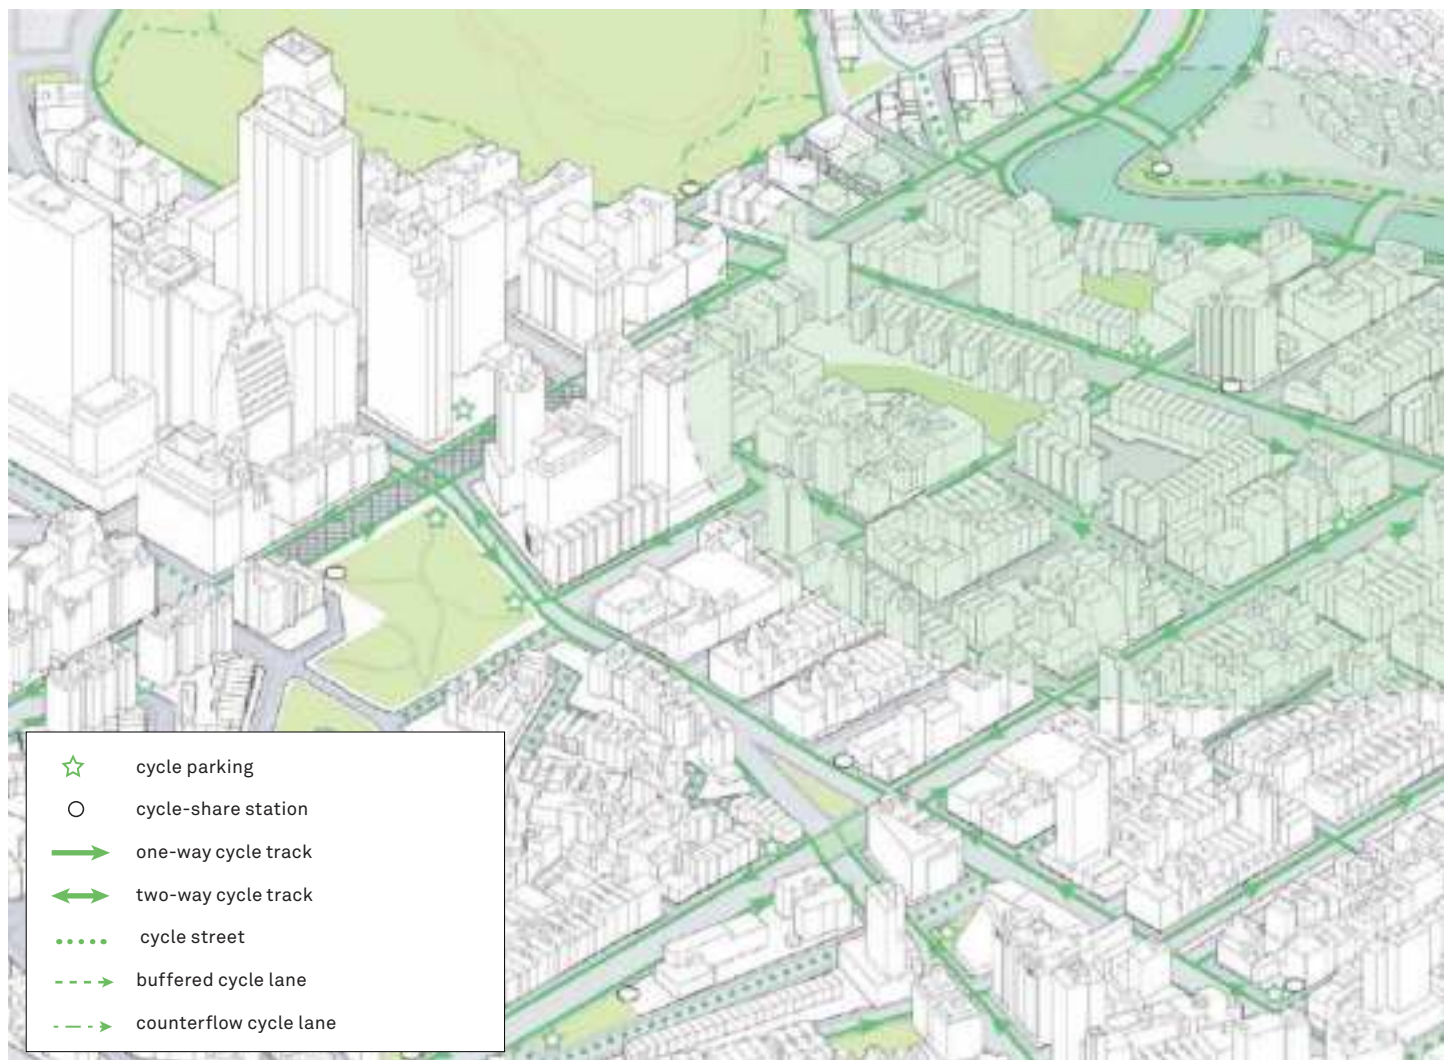 cycle parking
cycle-share station
one-way cycle track
two-way cycle track
cycle street
buffered cycle lane
counterflow cycle lane